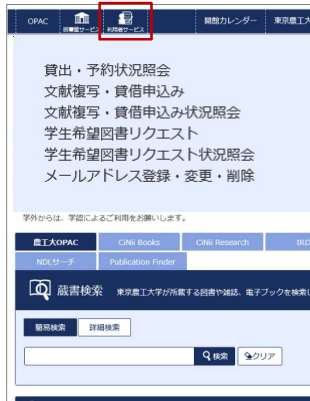 OPAC 図書館サービス 利用者サービス 開館カレンダー 東京農工大
貸出・予約状況照会
文献複写・貸借申込み
文献複写・貸借申込み状況照会
学生希望図書リクエスト
学生希望図書リクエスト状況照会
メールアドレス登録・変更・削除
学外からは、学認によるご利用をお願いします。
農工大OPAC CiNii Books CiNii Research IRD
NDLサーチ Publication Finder
蔵書検索 東京農工大学が所蔵する図書や雑誌、電子ブックを検索し
簡易検索 詳細検索
検索 クリア